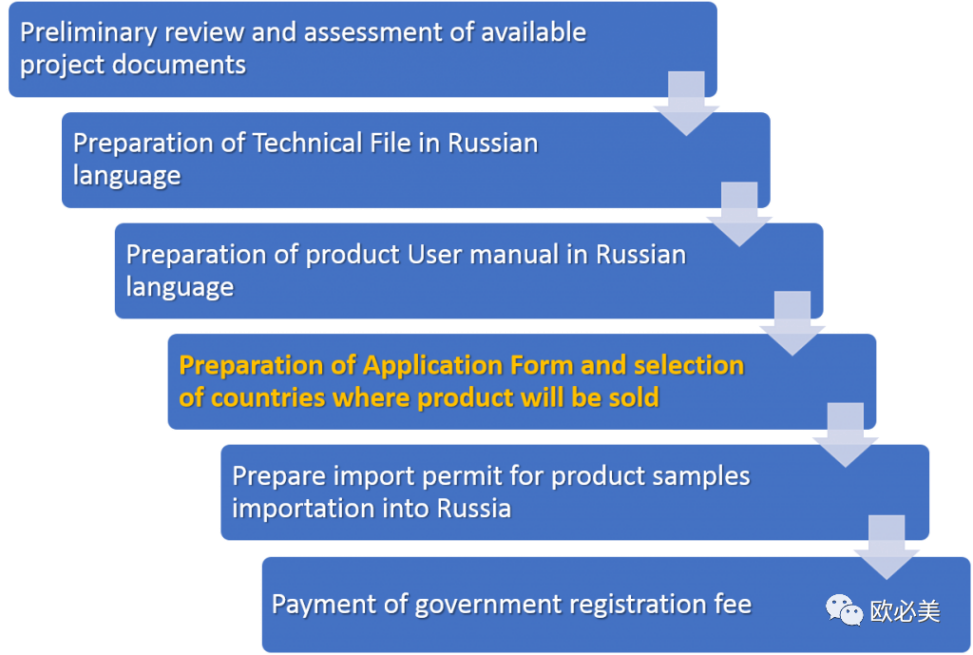 Preliminary review and assessment of available
project documents
Preparation of Technical File in Russian
language
Preparation of product User manual in Russian
language
Preparation of Application Form and selection
of countries where product will be sold
Prepare import permit for product samples
importation into Russia
Payment of government registration fee
欧必美